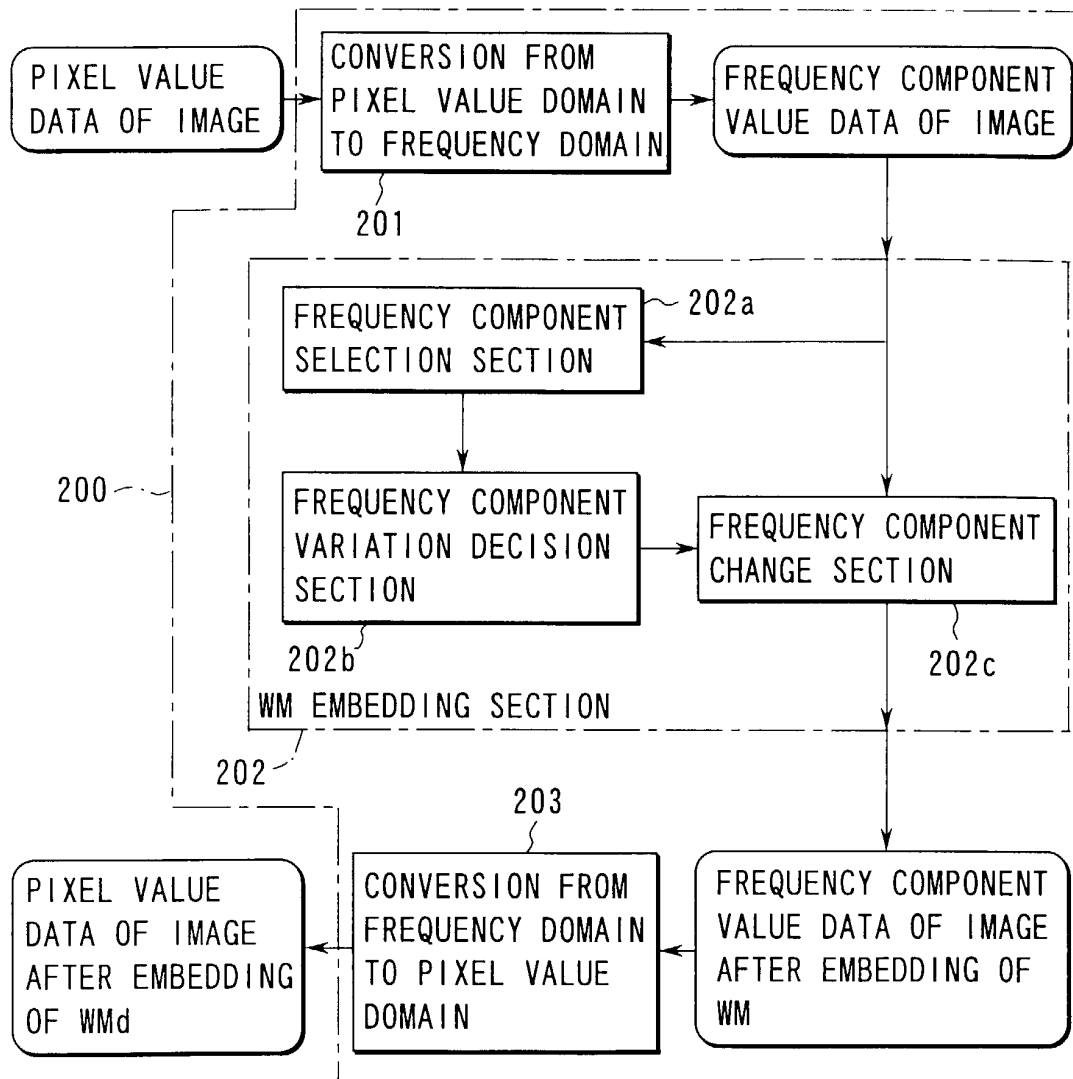 PIXEL VALUE
DATA OF IMAGE
CONVERSION FROM
PIXEL VALUE DOMAIN
TO FREQUENCY DOMAIN
FREQUENCY COMPONENT
VALUE DATA OF IMAGE
201
202a
FREQUENCY COMPONENT
SELECTION SECTION
200
FREQUENCY COMPONENT
VARIATION DECISION
SECTION
FREQUENCY COMPONENT
CHANGE SECTION
202b
202c
WM EMBEDDING SECTION
202
203
PIXEL VALUE
DATA OF IMAGE
AFTER EMBEDDING
OF WMd
CONVERSION FROM
FREQUENCY DOMAIN
TO PIXEL VALUE
DOMAIN
FREQUENCY COMPONENT
VALUE DATA OF IMAGE
AFTER EMBEDDING OF
WM